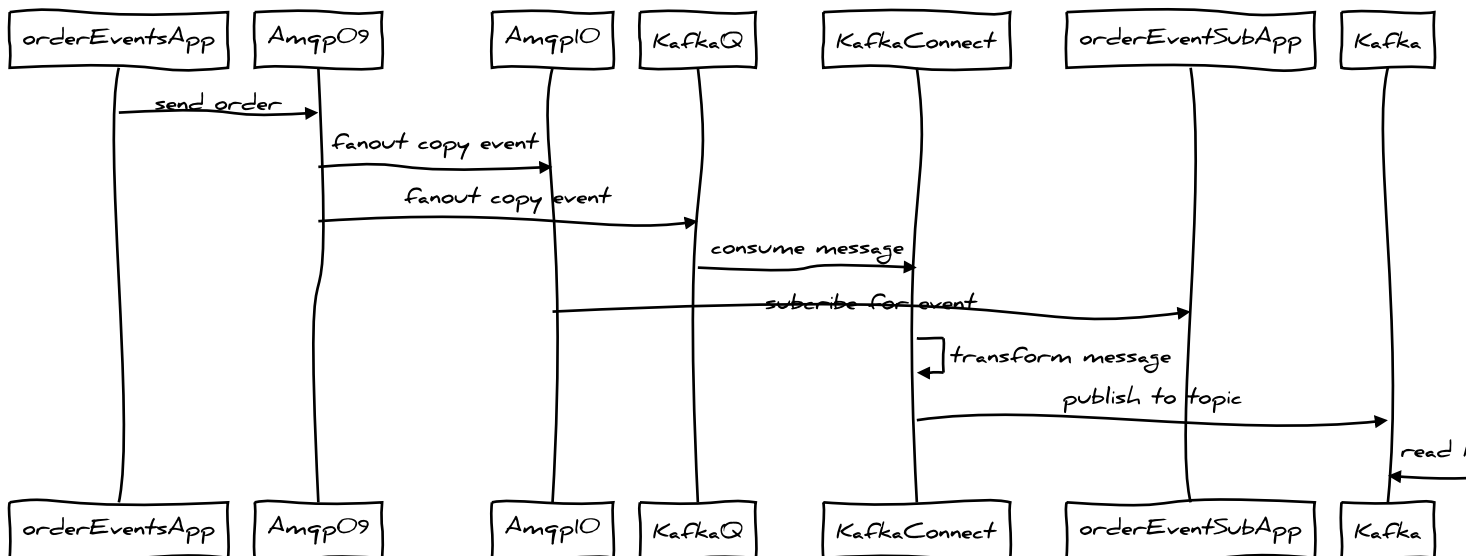 orderEventsApp Amqp09 Amqp10 KafkaQ KafkaConnect orderEventSubApp Kafka
send order
fanout copy event
fanout copy event
consume message
subcribe for event
transform message
publish to topic
read
orderEventsApp Amqp09 Amqp10 KafkaQ KafkaConnect orderEventSubApp Kafka